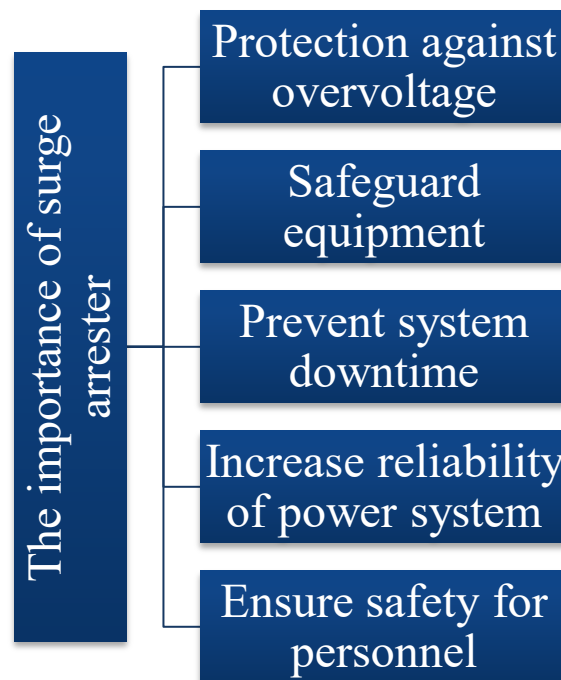 The importance of surge
arrester
Protection against
overvoltage
Safeguard
equipment
Prevent system
downtime
Increase reliability
of power system
Ensure safety for
personnel